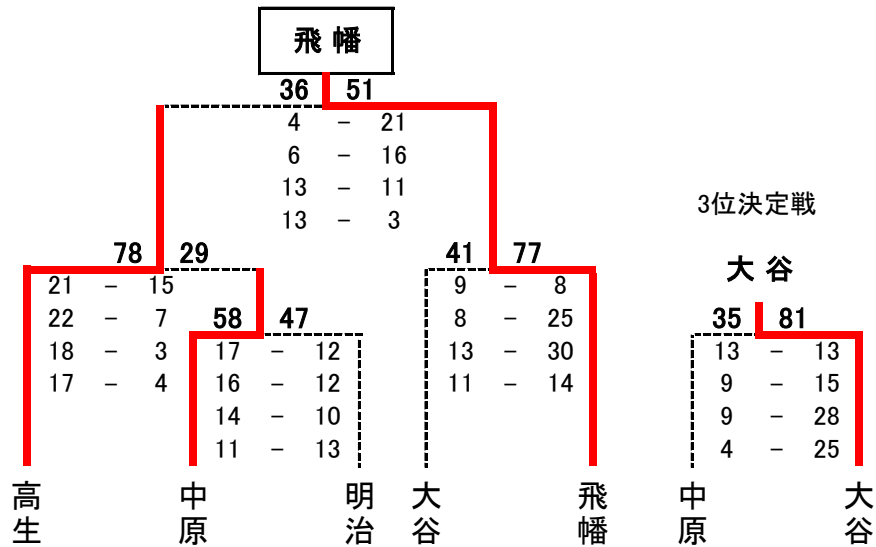 飛幡
36 51
4 - 21
6 - 16
13 - 11
13 - 3
3位決定戦
大谷
78 29
21 - 15
22 - 7
18 - 3
17 - 4
58 47
17 - 12
16 - 12
14 - 10
11 - 13
41 77
9 - 8
8 - 25
13 - 30
11 - 14
35 81
13 - 13
9 - 15
9 - 28
4 - 25
高生
中原
明治
大谷
飛幡
中原
大谷